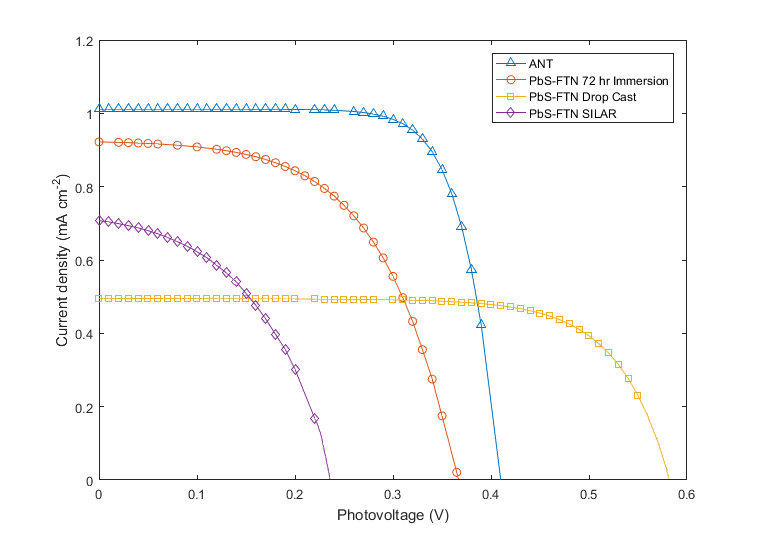 1.2
1
0.8
0.6
0.4
0.2
0
Current density (mA cm-2)
ANT
PbS-FTN 72 hr Immersion
PbS-FTN Drop Cast
PbS-FTN SILAR
0
0.1
0.2
0.3
0.4
0.5
0.6
Photovoltage (V)